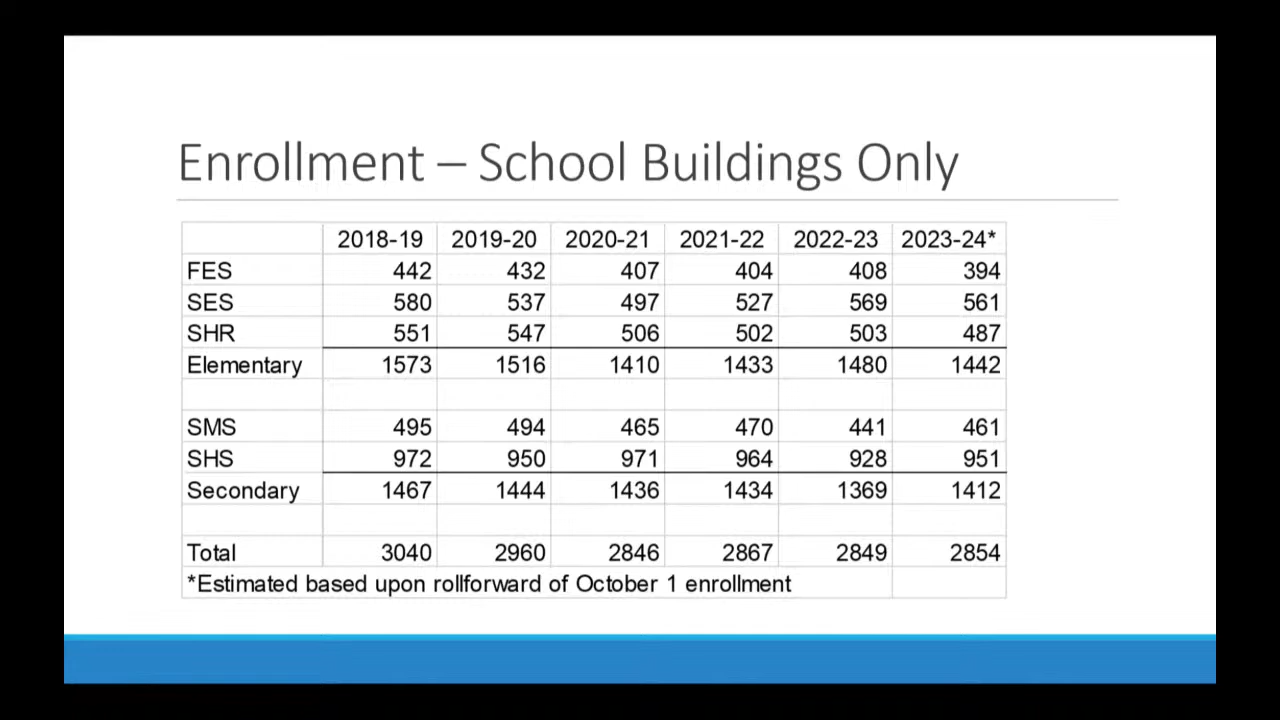 Enrollment – School Buildings Only
2018-19 2019-20 2020-21 2021-22 2022-23 2023-24*
FES 442 432 407 404 408 394
SES 580 537 497 527 569 561
SHR 551 547 506 502 503 487
Elementary 1573 1516 1410 1433 1480 1442
SMS 495 494 465 470 441 461
SHS 972 950 971 964 928 951
Secondary 1467 1444 1436 1434 1369 1412
Total 3040 2960 2846 2867 2849 2854
*Estimated based upon rollforward of October 1 enrollment